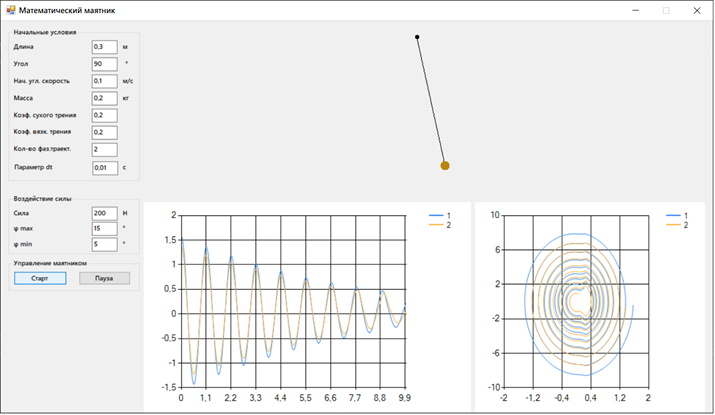 Математический маятник
Начальные условия
Длина 0,3 м
Угол 90 °
Нач. угл. скорость 0,1 м/с
Масса 0,2 кг
Коэф. сухого трения 0,2
Коэф. вязк. трения 0,2
Кол-во фаз.траект. 2
Параметр dt 0,01 с
Воздействие силы
Сила 200 Н
φ max 15 °
φ min 5 °
Управление маятником
Старт Пауза
2
1,5
1
0,5
0
-0,5
-1
-1,5
0 1,1 2,2 3,3 4,4 5,5 6,6 7,7 8,8 9,9
1
2
10
6
2
-2
-6
-10
-2 -1,2 -0,4 0,4 1,2 2
1
2